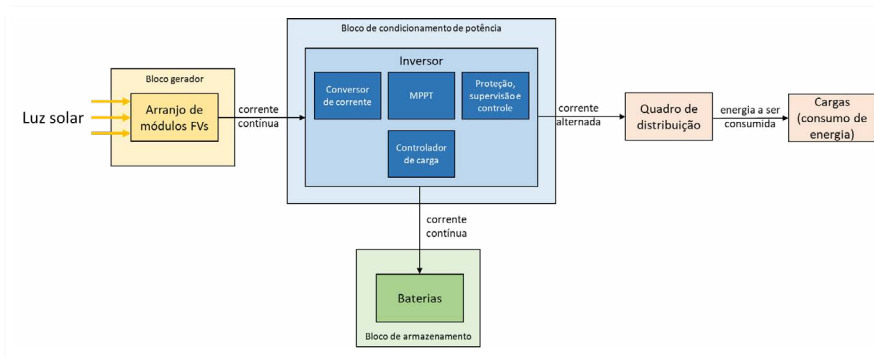 Bloco de condicionamento de potência
Inversor
Bloco gerador
Conversor
de corrente
MPPT
Proteção,
supervisão e
controle
Luz solar
Arranjo de
módulos FVs
corrente
contínua
corrente
alternada
Quadro de
distribuição
energia a ser
consumida
Cargas
(consumo de
energia)
Controlador
de carga
corrente
contínua
Baterias
Bloco de armazenamento